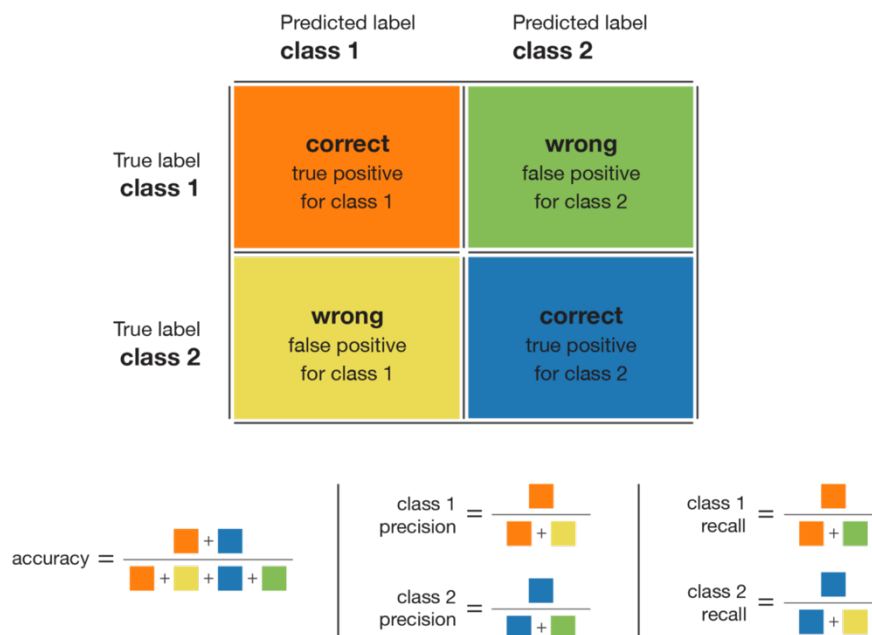 Predicted label
class 1
Predicted label
class 2
True label
class 1
correct
true positive
for class 1
wrong
false positive
for class 2
True label
class 2
wrong
false positive
for class 1
correct
true positive
for class 2
accuracy =
+
+ + +
class 1
precision =
+
class 2
precision =
+
class 1
recall =
+
class 2
recall =
+